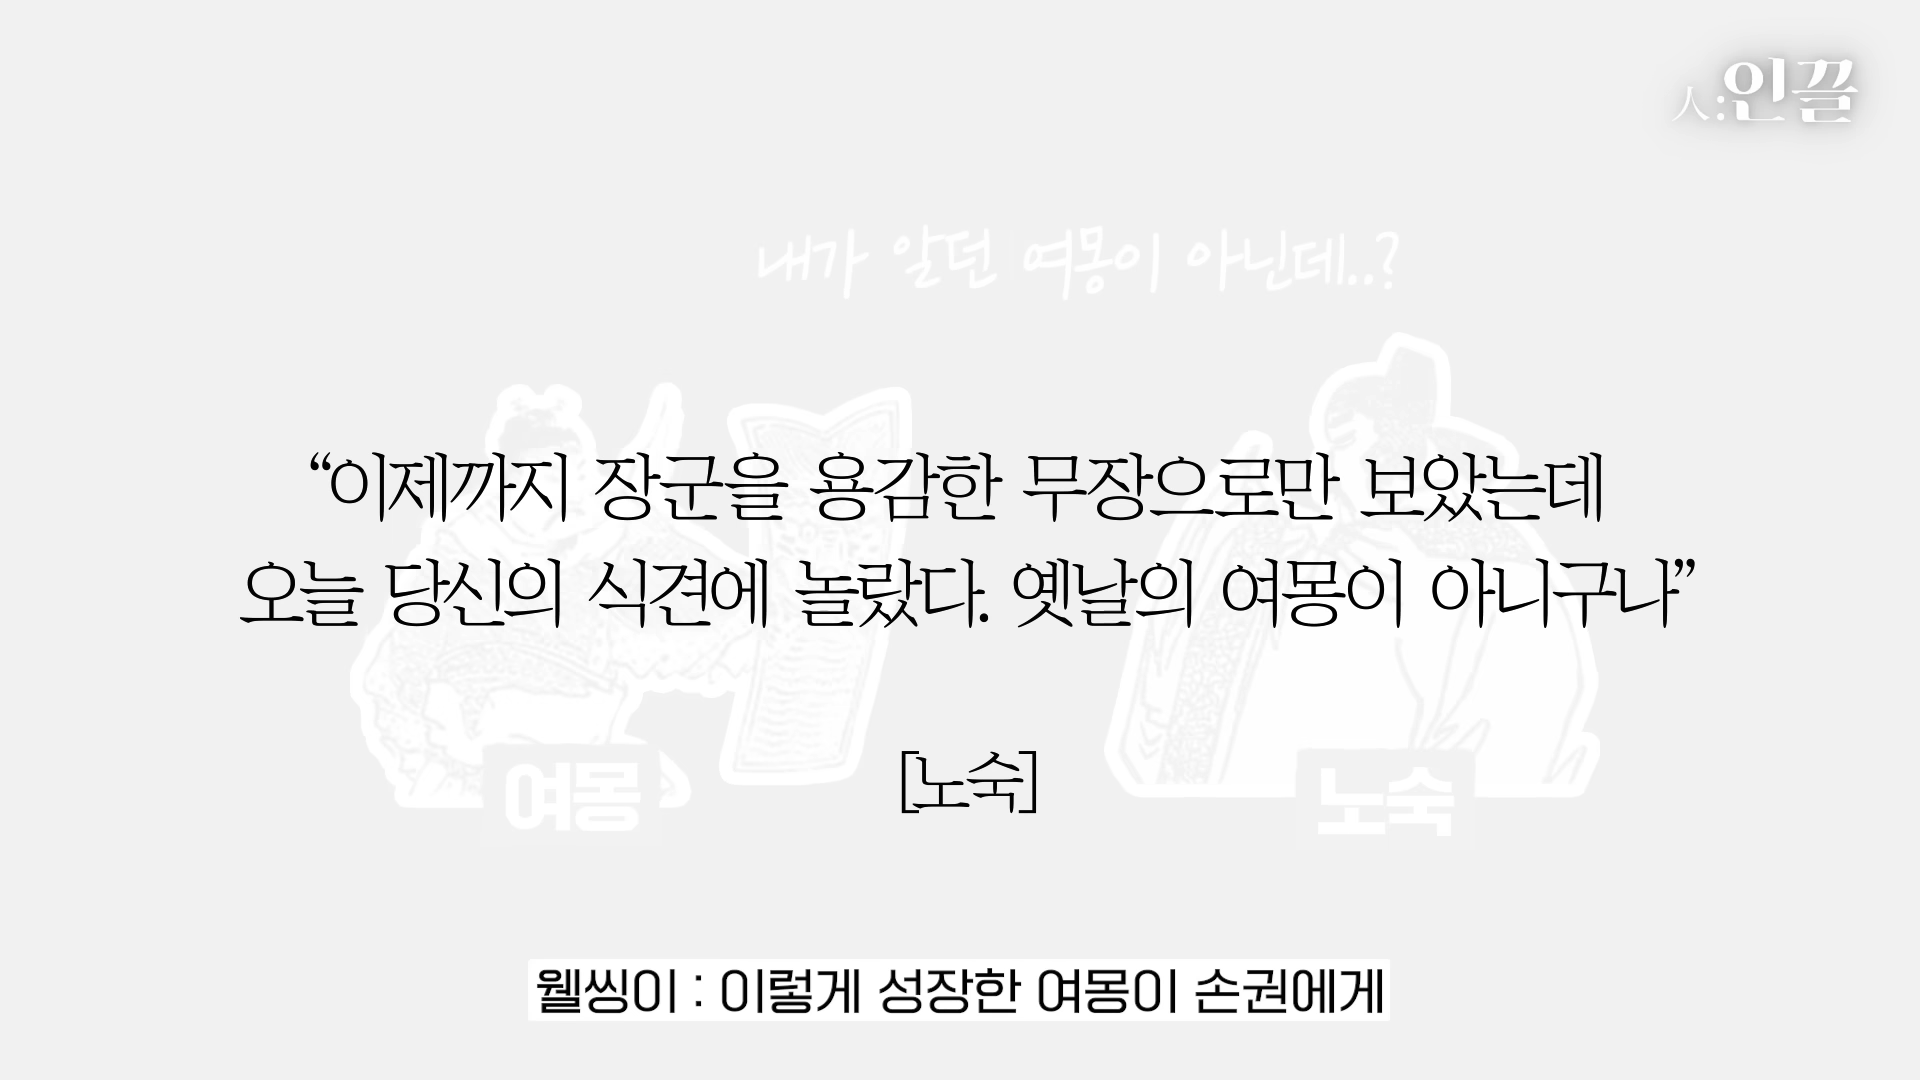 人:인끌
내가 알던 여몽이 아닌데..?
“이제까지 장군을 용감한 무장으로만 보았는데
오늘 당신의 식견에 놀랐다. 옛날의 여몽이 아니구나”
[노숙]
여몽
노숙
웰씽이 : 이렇게 성장한 여몽이 손권에게